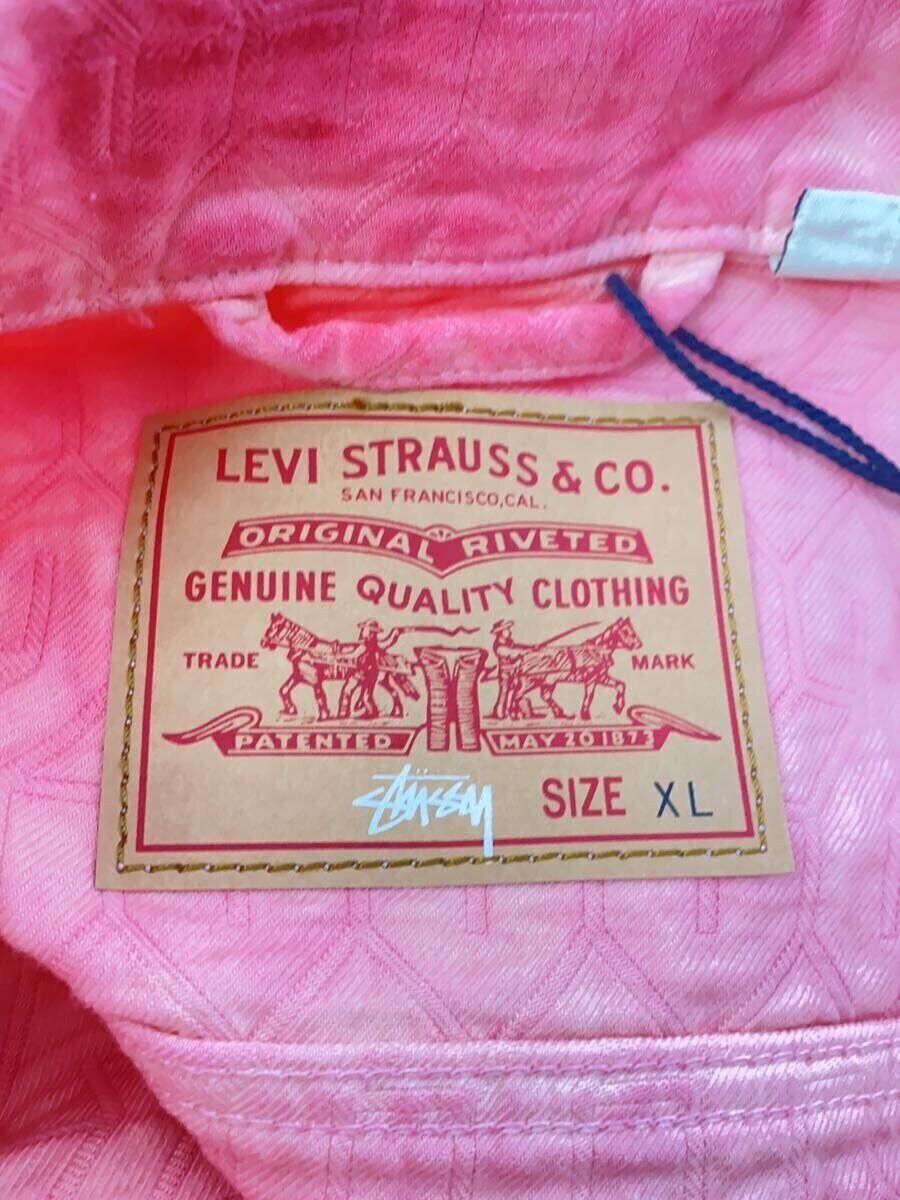 LEVI STRAUSS & CO.
SAN FRANCISCO, CAL.
ORIGINAL RIVETED
GENUINE QUALITY CLOTHING
TRADE MARK
PATENTED MAY 20 1873
Stüssy SIZE XL